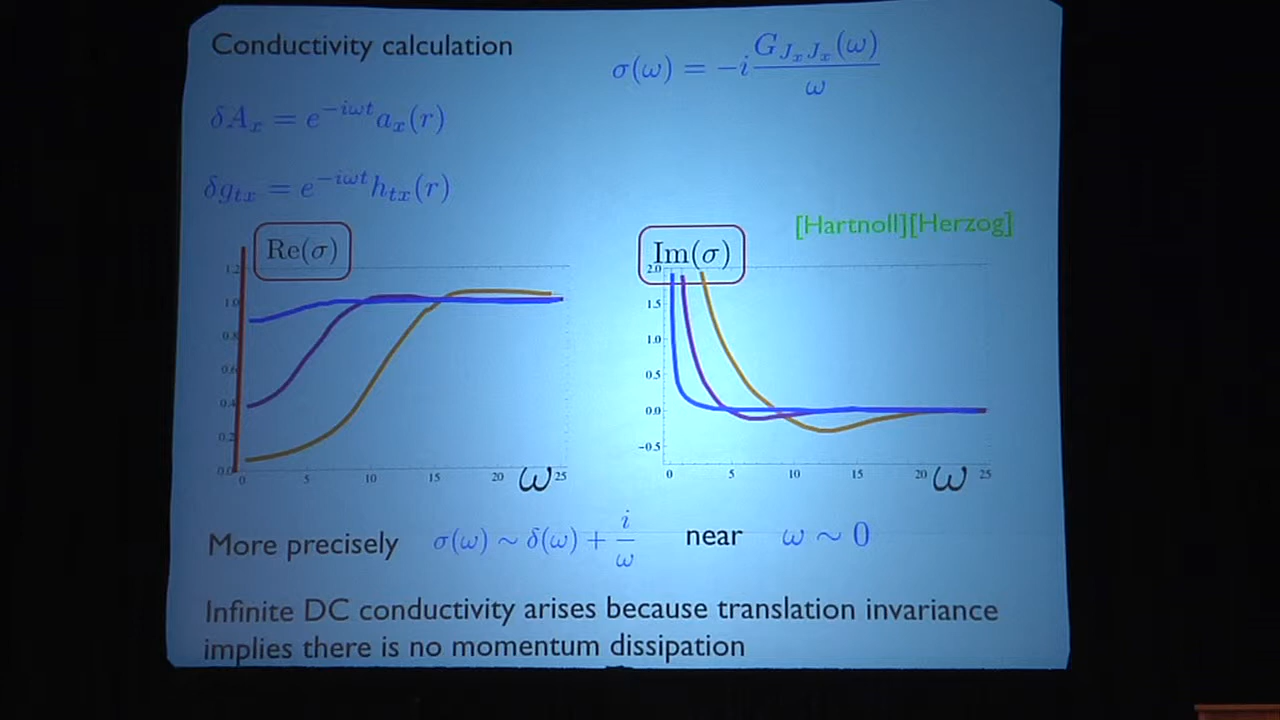 Conductivity calculation
σ(ω) = −i G_{J_x J_x}(ω) / ω
δA_x = e^{−iωt} a_x(r)
δg_{tx} = e^{−iωt} h_{tx}(r)
[Hartnoll][Herzog]
Re(σ)
Im(σ)
1.2
1.0
0.8
0.6
0.4
0.2
0.0
0 5 10 15 20 ω 25
2.0
1.5
1.0
0.5
0.0
−0.5
0 5 10 15 20 ω 25
More precisely σ(ω) ∼ δ(ω) + i/ω near ω ∼ 0
Infinite DC conductivity arises because translation invariance
implies there is no momentum dissipation